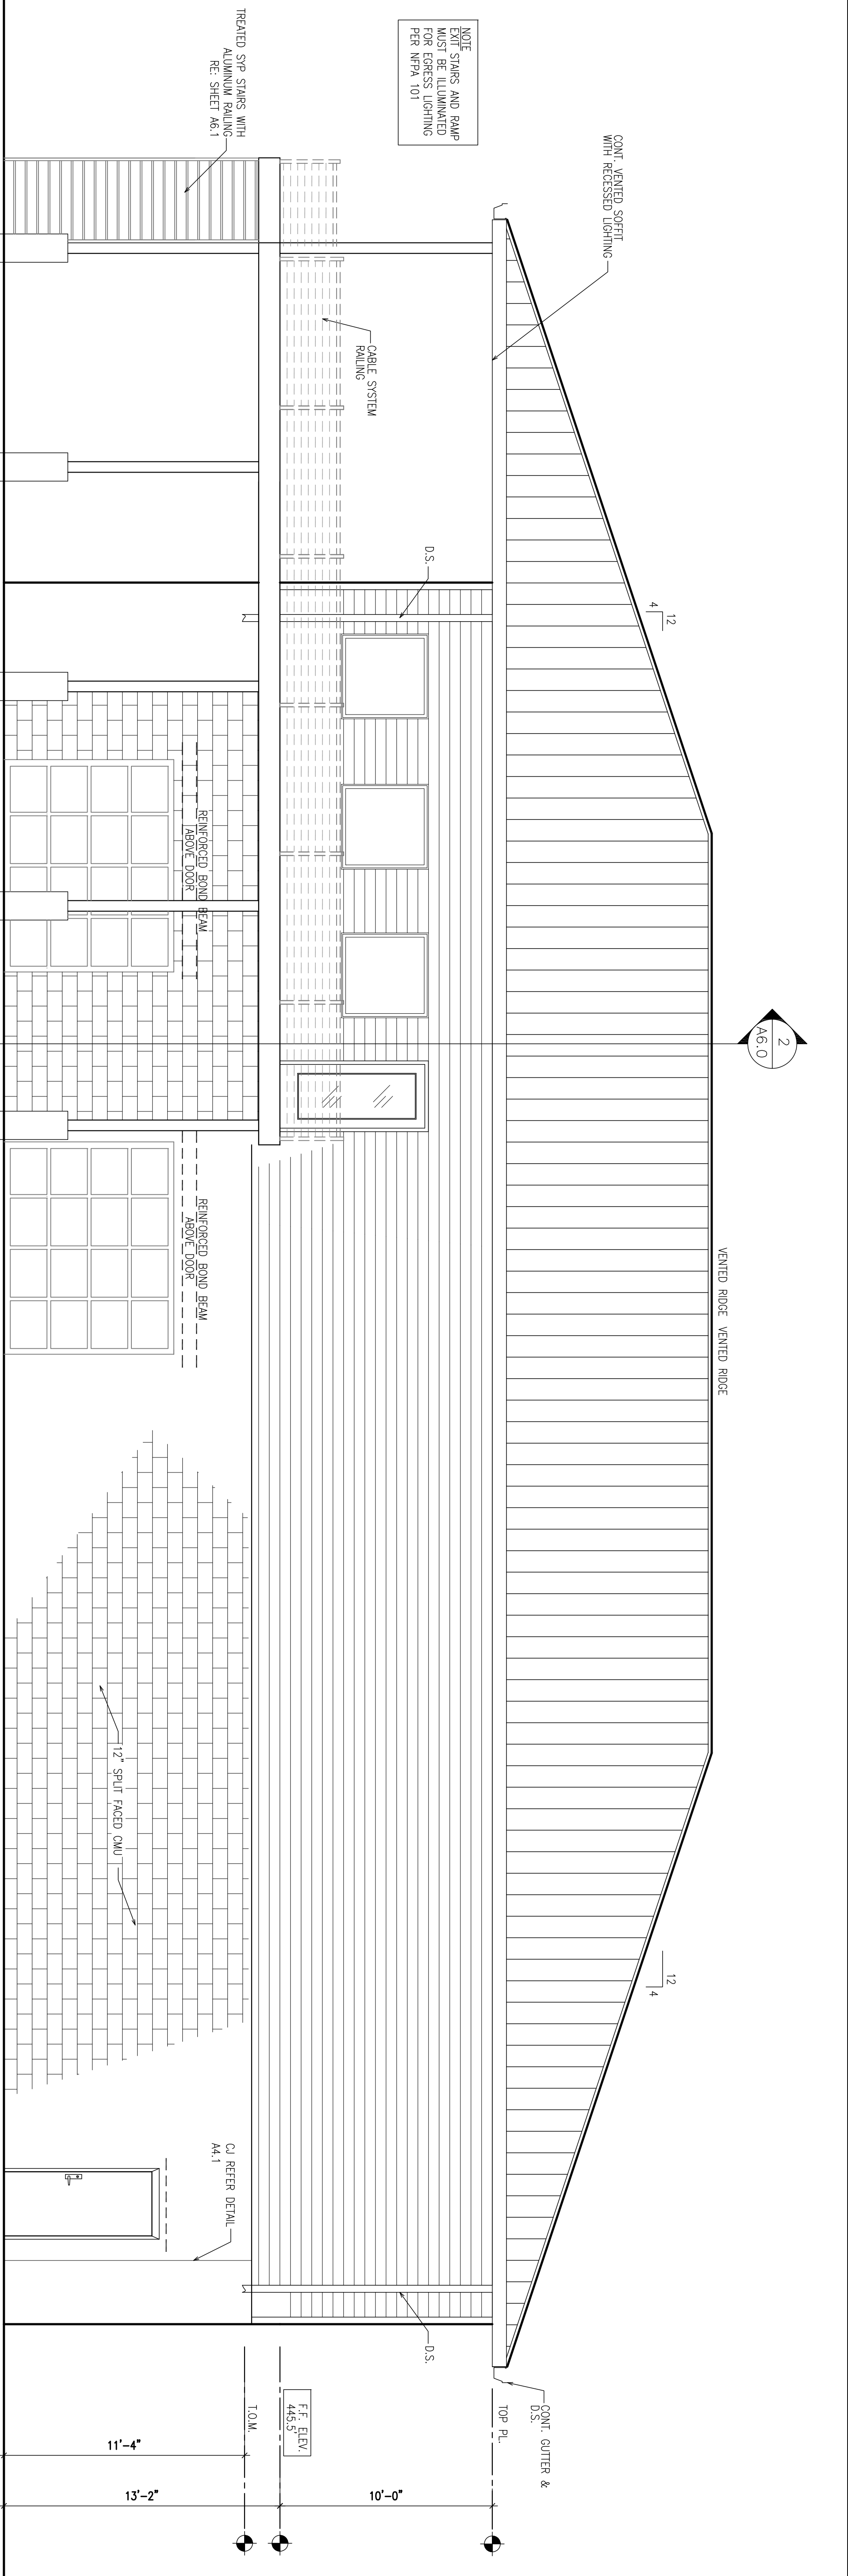 NOTE
EXIT STAIRS AND RAMP
MUST BE ILLUMINATED
FOR EGRESS LIGHTING
PER NFPA 101
TREATED SYP STAIRS WITH
ALUMINUM RAILING
RE: SHEET A6.1
CONT. VENTED SOFFIT
WITH RECESSED LIGHTING
CABLE SYSTEM
RAILING
D.S.
12
4
REINFORCED BOND BEAM
ABOVE DOOR
2
A6.0
REINFORCED BOND BEAM
ABOVE DOOR
VENTED RIDGE VENTED RIDGE
12" SPLIT FACED CMU
12
4
CJ REFER DETAIL
A4.1
D.S.
CONT. GUTTER &
D.S.
TOP PL.
F.F. ELEV.
445.5'
T.O.M.
11'-4"
13'-2"
10'-0"